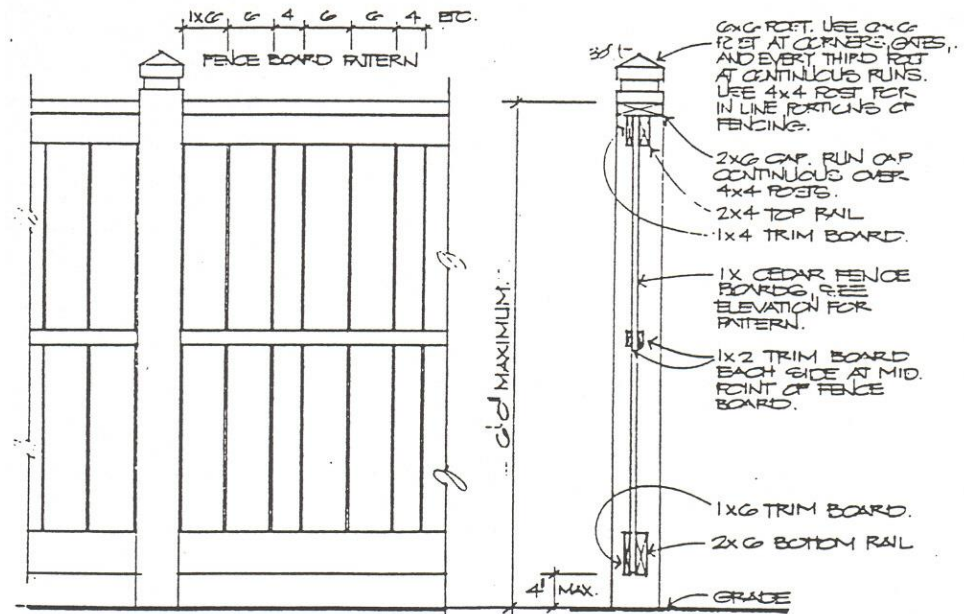 1x6 6 4 6 6 4 ETC.
FENCE BOARD PATTERN
6x6 POST. USE 6x6
POST AT CORNERS, GATES,
AND EVERY THIRD POST
AT CONTINUOUS RUNS.
USE 4x4 POST FOR
IN LINE PORTIONS OF
FENCING.
2x6 CAP. RUN CAP
CONTINUOUS OVER
4x4 POSTS.
2x4 TOP RAIL
1x4 TRIM BOARD.
1x CEDAR FENCE
BOARDS, SEE
ELEVATION FOR
PATTERN.
1x2 TRIM BOARD
EACH SIDE AT MID.
POINT OF FENCE
BOARD.
6'0" MAXIMUM.
1x6 TRIM BOARD.
2x6 BOTTOM RAIL
4" MAX.
GRADE